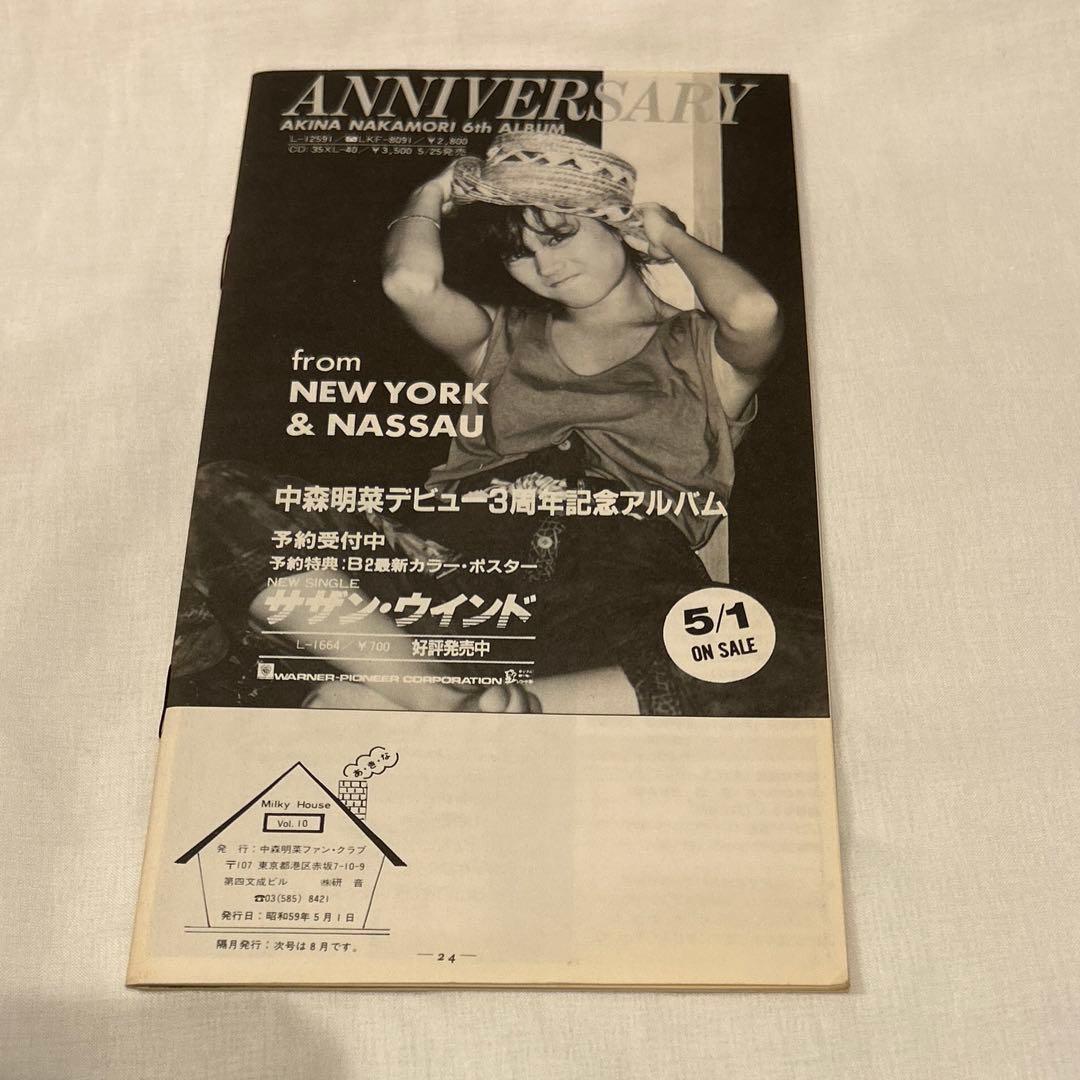 ANNIVERSARY
AKINA NAKAMORI 6th ALBUM
L-12591/LKF-8091/¥2,800
CD: 35XL-40/¥3,500 5/25発売
from
NEW YORK
& NASSAU
中森明菜デビュー3周年記念アルバム
予約受付中
予約特典:B2最新カラー・ポスター
NEW SINGLE
サザン・ウインド
L-1664/¥700 好評発売中
WARNER-PIONEER CORPORATION
5/1
ON SALE
あ・き・な
Milky House
Vol. 10
発 行:中森明菜ファン・クラブ
〒107 東京都港区赤坂7-10-9
第四文成ビル ㈱研 音
☎03(585) 8421
発行日:昭和59年5月1日
隔月発行:次号は8月です。
—24—